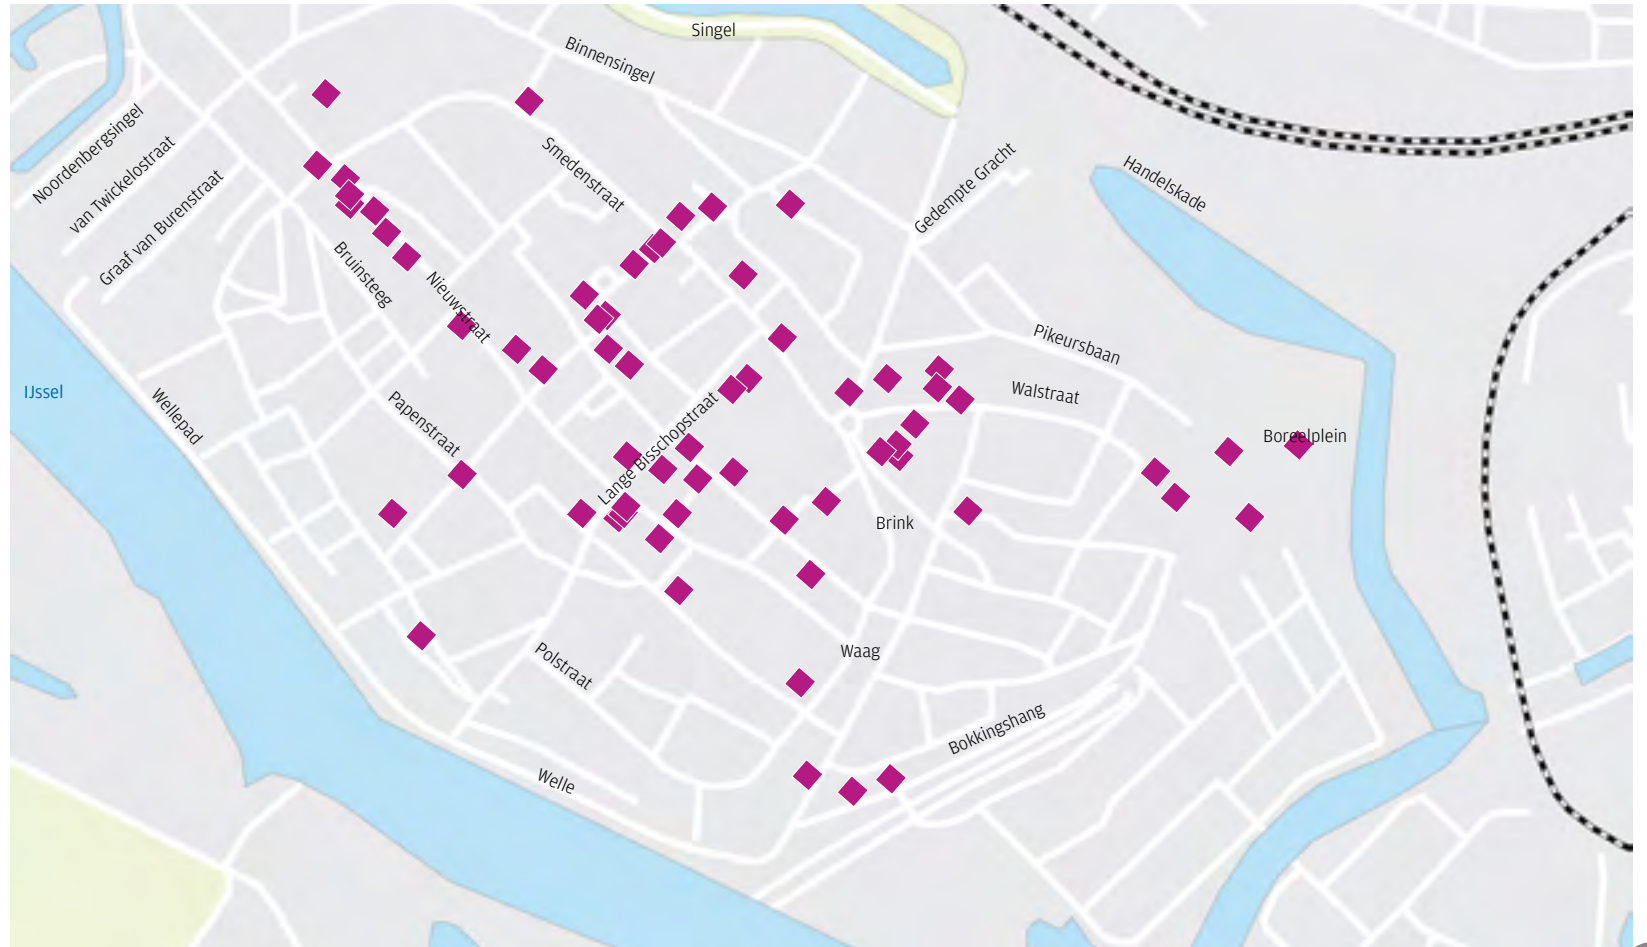 Singel
Binnensingel
Noordenbergsingel
van Twickelostraat
Graaf van Burenstraat
Smedenstraat
Gedempte Gracht
Handelskade
Bruinsteeg
Nieuwstraat
Pikeursbaan
Walstraat
IJssel
Wellepad
Papenstraat
Lange Bisschopstraat
Boreelplein
Brink
Waag
Polstraat
Bokkingshang
Welle